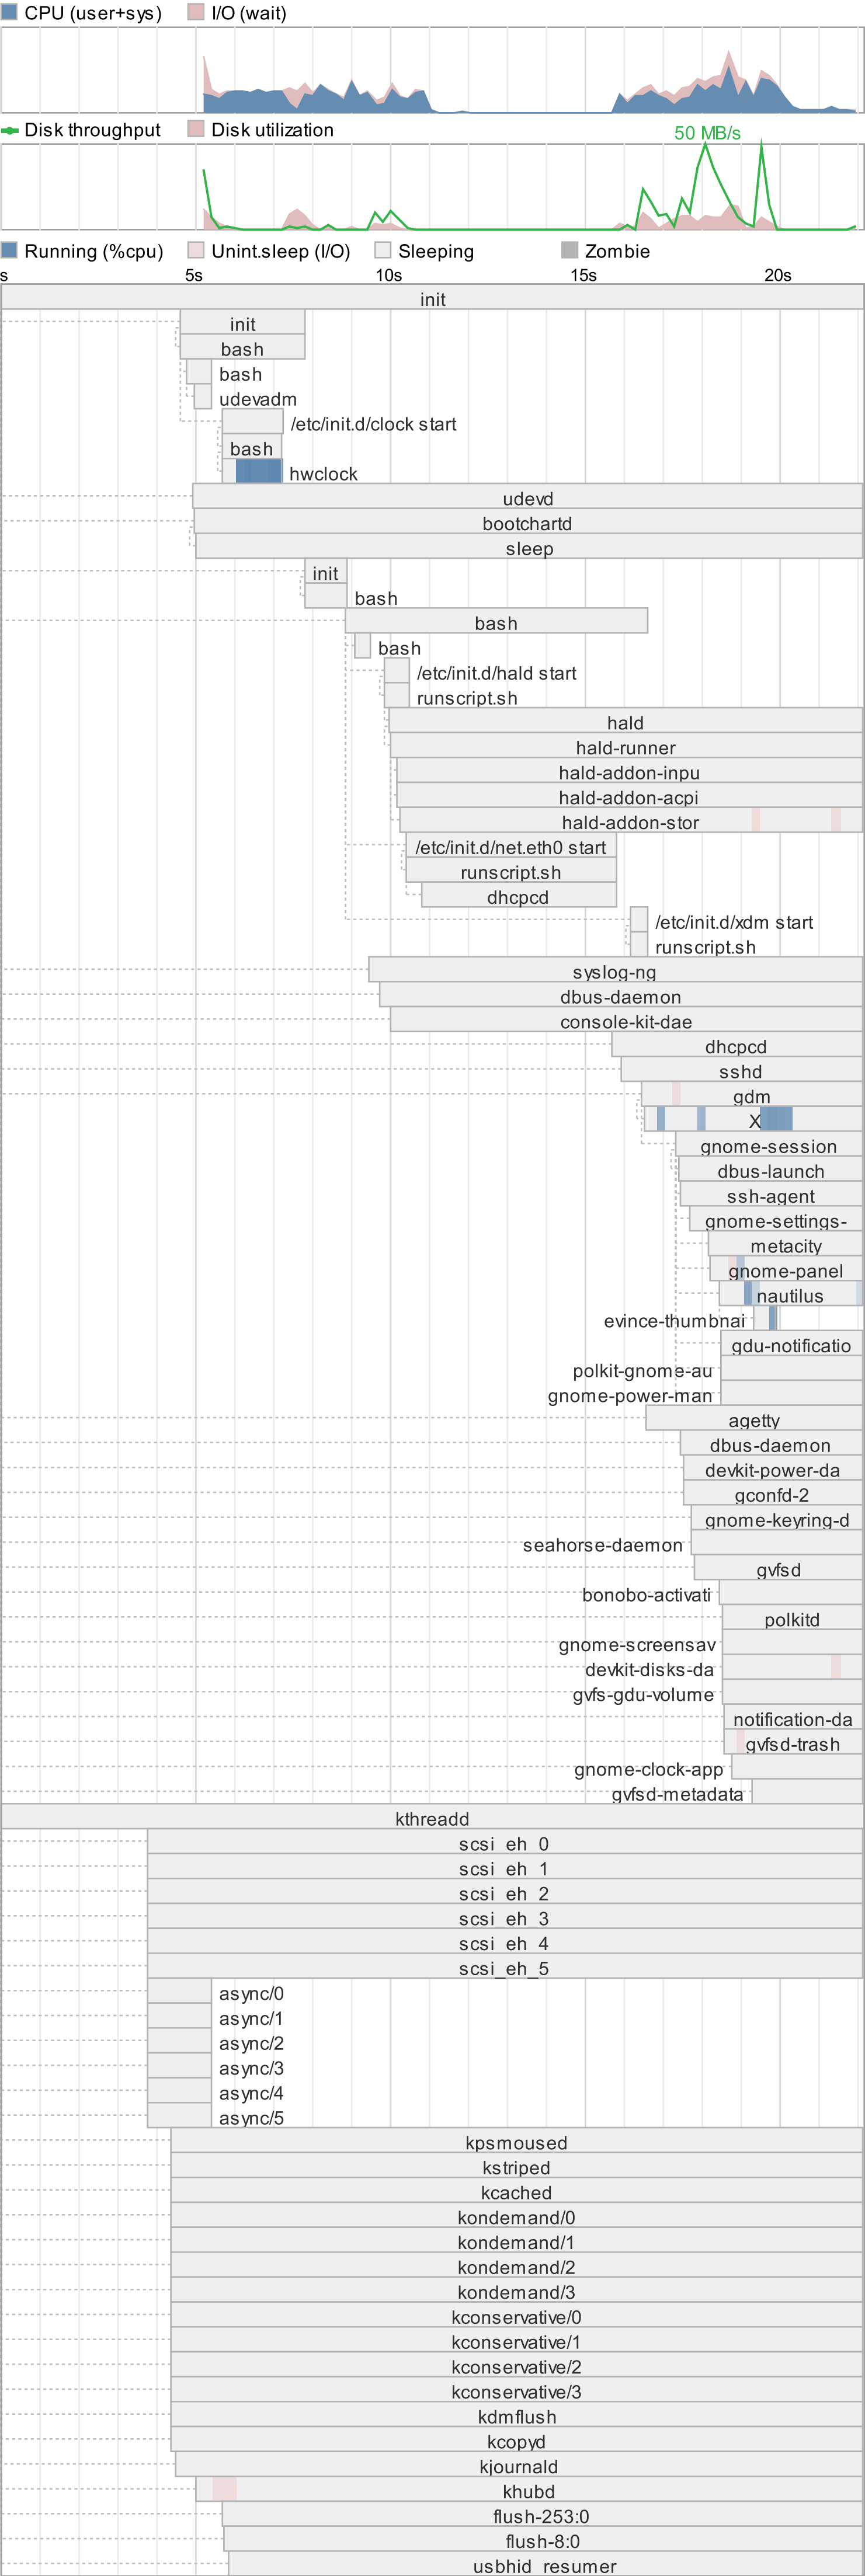 CPU (user+sys) I/O (wait)
Disk throughput Disk utilization
50 MB/s
Running (%cpu) Unint.sleep (I/O) Sleeping Zombie
s 5s 10s 15s 20s
init
init
bash
bash
udevadm
/etc/init.d/clock start
bash
hwclock
udevd
bootchartd
sleep
init
bash
bash
bash
/etc/init.d/hald start
runscript.sh
hald
hald-runner
hald-addon-inpu
hald-addon-acpi
hald-addon-stor
/etc/init.d/net.eth0 start
runscript.sh
dhcpcd
/etc/init.d/xdm start
runscript.sh
syslog-ng
dbus-daemon
console-kit-dae
dhcpcd
sshd
gdm
X
gnome-session
dbus-launch
ssh-agent
gnome-settings-
metacity
gnome-panel
nautilus
evince-thumbnai
gdu-notificatio
polkit-gnome-au
gnome-power-man
agetty
dbus-daemon
devkit-power-da
gconfd-2
gnome-keyring-d
seahorse-daemon
gvfsd
bonobo-activati
polkitd
gnome-screensav
devkit-disks-da
gvfs-gdu-volume
notification-da
gvfsd-trash
gnome-clock-app
gvfsd-metadata
kthreadd
scsi_eh_0
scsi_eh_1
scsi_eh_2
scsi_eh_3
scsi_eh_4
scsi_eh_5
async/0
async/1
async/2
async/3
async/4
async/5
kpsmoused
kstriped
kcached
kondemand/0
kondemand/1
kondemand/2
kondemand/3
kconservative/0
kconservative/1
kconservative/2
kconservative/3
kdmflush
kcopyd
kjournald
khubd
flush-253:0
flush-8:0
usbhid_resumer